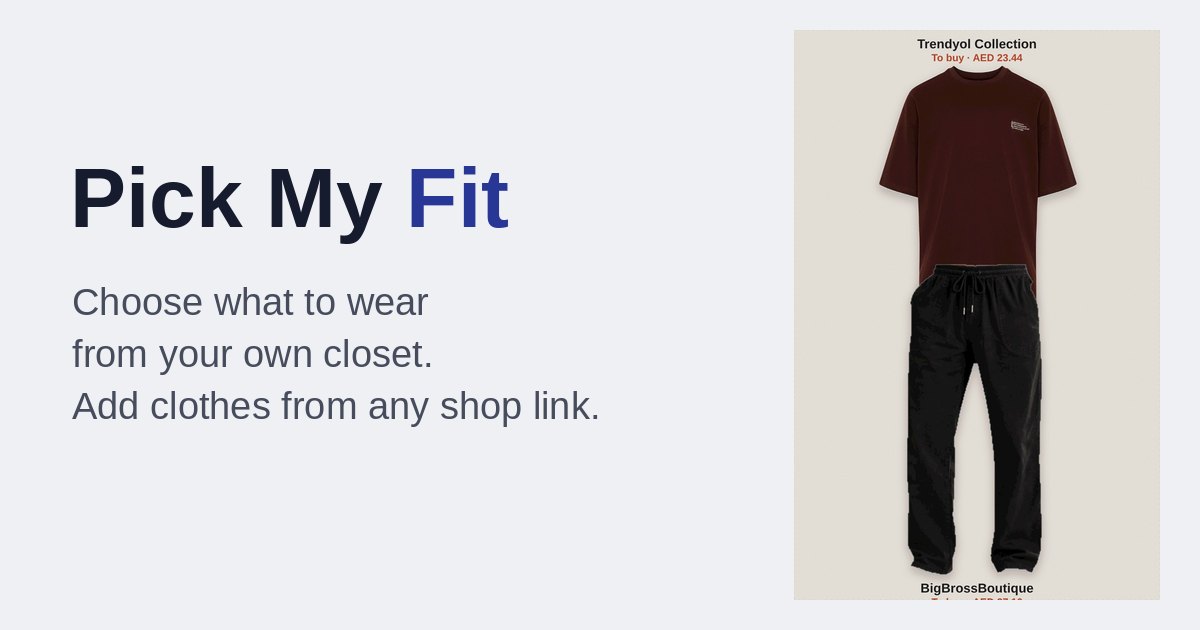 Pick My Fit
Choose what to wear
from your own closet.
Add clothes from any shop link.
Trendyol Collection
To buy · AED 23.44
BigBrossBoutique